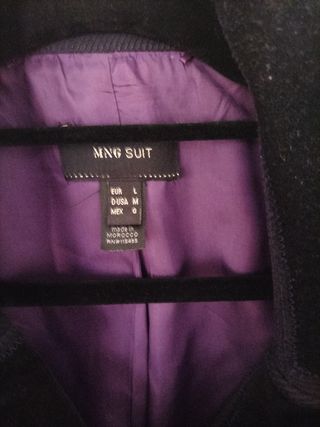 MNG SUIT
EUR L
D-USA M
MEX G
made in
MOROCCO